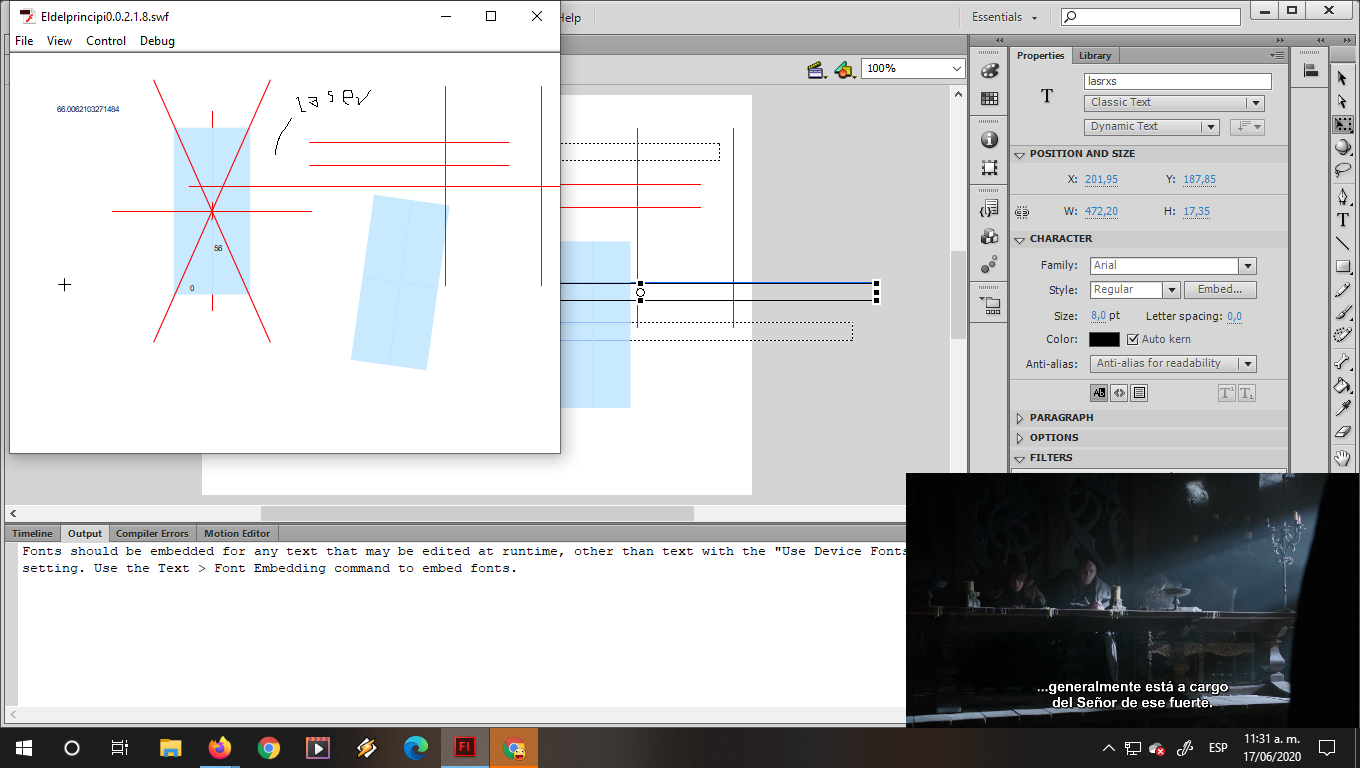 Eldelprincipi0.0.2.1.8.swf
File View Control Debug
Help
Essentials
100%
66.0062103271484
laser
56
0
Properties Library
lasrxs
Classic Text
Dynamic Text
POSITION AND SIZE
X: 201,95 Y: 187,85
W: 472,20 H: 17,35
CHARACTER
Family: Arial
Style: Regular Embed...
Size: 8,0 pt Letter spacing: 0,0
Color: Auto kern
Anti-alias: Anti-alias for readability
PARAGRAPH
OPTIONS
FILTERS
Timeline Output Compiler Errors Motion Editor
Fonts should be embedded for any text that may be edited at runtime, other than text with the "Use Device Fonts
setting. Use the Text > Font Embedding command to embed fonts.
...generalmente está a cargo
del Señor de ese fuerte.
Fl
ESP
11:31 a. m.
17/06/2020